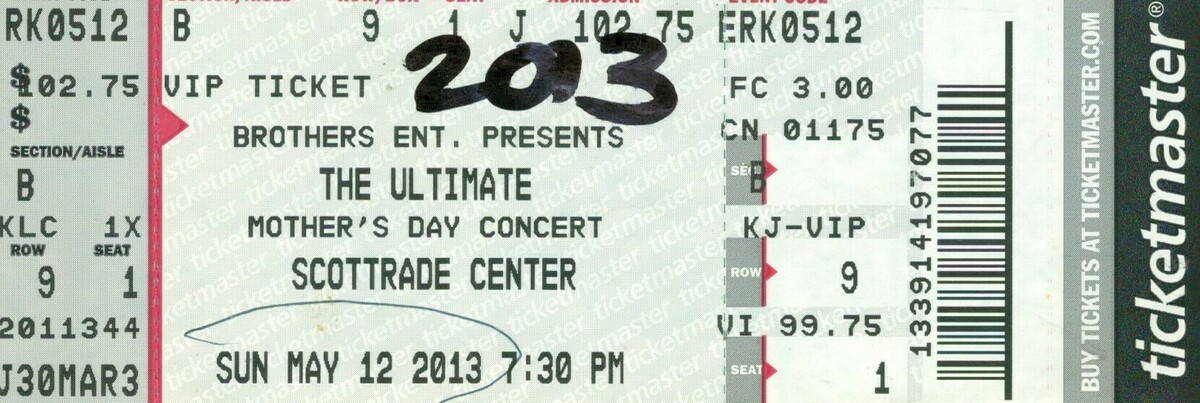 RK0512
$102.75
$
SECTION/AISLE
B
KLC 1X
ROW SEAT
9 1
2011344
J30MAR3
B 9 1 J 102.75 ERK0512
2013
VIP TICKET
BROTHERS ENT. PRESENTS
THE ULTIMATE
MOTHER'S DAY CONCERT
SCOTTRADE CENTER
SUN MAY 12 2013 7:30 PM
FC 3.00
CN 01175
SEC B
KJ-VIP
ROW 9
VI 99.75
SEAT 1
133914197077
BUY TICKETS AT TICKETMASTER.COM
ticketmaster®